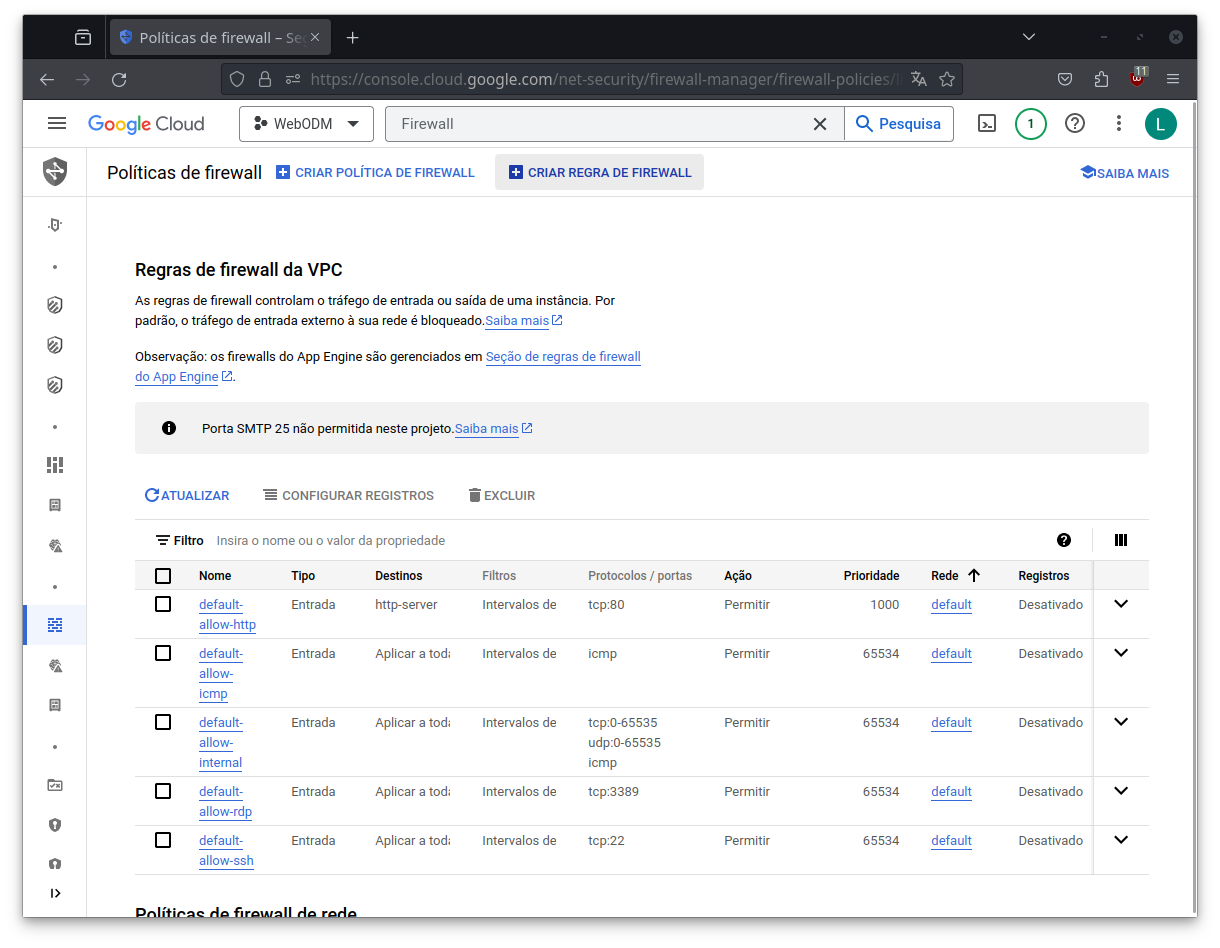 Políticas de firewall – Se
https://console.cloud.google.com/net-security/firewall-manager/firewall-policies/
11
Google Cloud
WebODM
Firewall
Pesquisa
1
L
Políticas de firewall
CRIAR POLÍTICA DE FIREWALL
CRIAR REGRA DE FIREWALL
SAIBA MAIS
Regras de firewall da VPC
As regras de firewall controlam o tráfego de entrada ou saída de uma instância. Por
padrão, o tráfego de entrada externo à sua rede é bloqueado.Saiba mais
Observação: os firewalls do App Engine são gerenciados em Seção de regras de firewall
do App Engine.
Porta SMTP 25 não permitida neste projeto.Saiba mais
ATUALIZAR CONFIGURAR REGISTROS EXCLUIR
Filtro Insira o nome ou o valor da propriedade
Nome Tipo Destinos Filtros Protocolos / portas Ação Prioridade Rede Registros
default- Entrada http-server Intervalos de tcp:80 Permitir 1000 default Desativado
allow-http
default- Entrada Aplicar a toda Intervalos de icmp Permitir 65534 default Desativado
allow-
icmp
default- Entrada Aplicar a toda Intervalos de tcp:0-65535 Permitir 65534 default Desativado
allow- udp:0-65535
internal icmp
default- Entrada Aplicar a toda Intervalos de tcp:3389 Permitir 65534 default Desativado
allow-rdp
default- Entrada Aplicar a toda Intervalos de tcp:22 Permitir 65534 default Desativado
allow-ssh
Políticas de firewall de rede